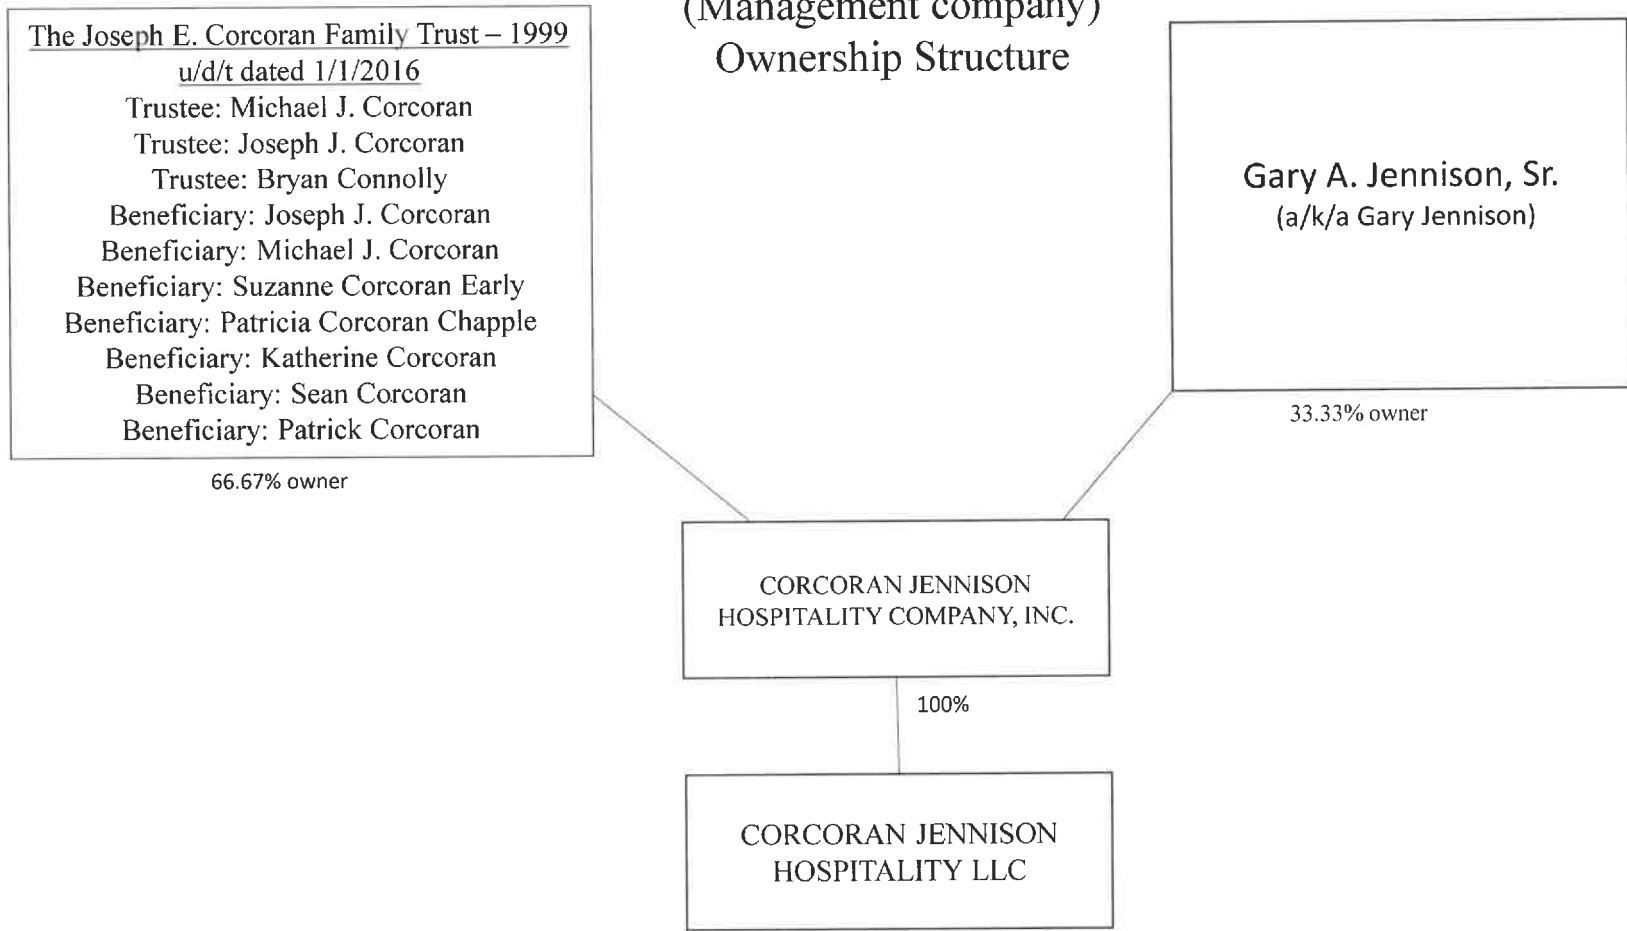 (Management company)
Ownership Structure
The Joseph E. Corcoran Family Trust – 1999
u/d/t dated 1/1/2016
Trustee: Michael J. Corcoran
Trustee: Joseph J. Corcoran
Trustee: Bryan Connolly
Beneficiary: Joseph J. Corcoran
Beneficiary: Michael J. Corcoran
Beneficiary: Suzanne Corcoran Early
Beneficiary: Patricia Corcoran Chapple
Beneficiary: Katherine Corcoran
Beneficiary: Sean Corcoran
Beneficiary: Patrick Corcoran
66.67% owner
Gary A. Jennison, Sr.
(a/k/a Gary Jennison)
33.33% owner
CORCORAN JENNISON
HOSPITALITY COMPANY, INC.
100%
CORCORAN JENNISON
HOSPITALITY LLC